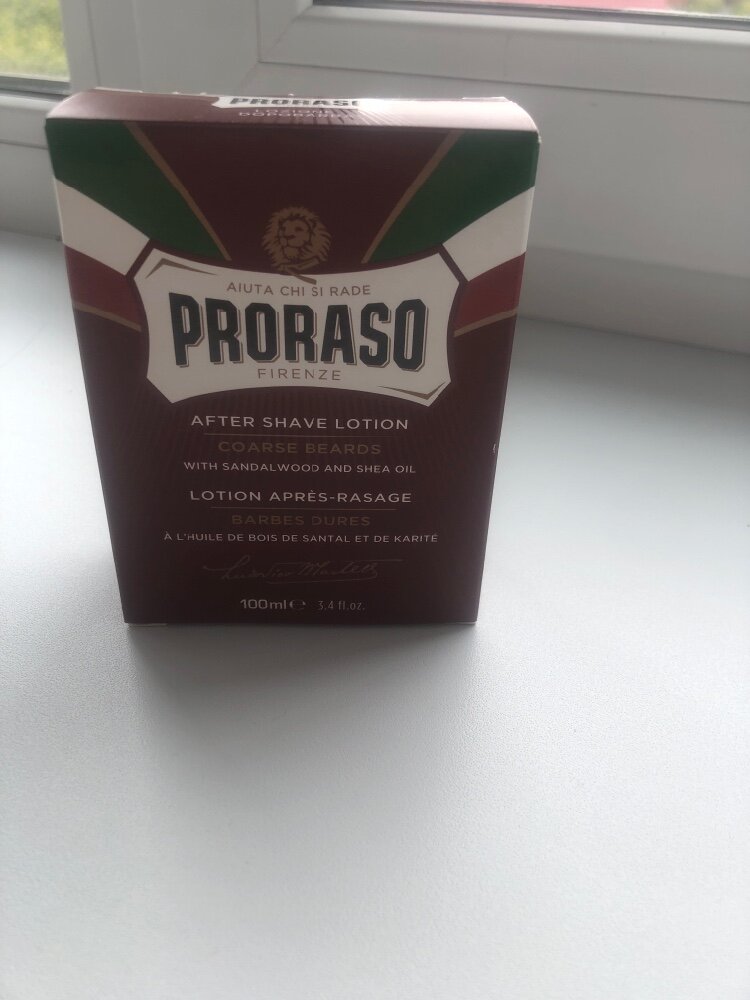 PRORASO
AIUTA CHI SI RADE
PRORASO
FIRENZE
AFTER SHAVE LOTION
COARSE BEARDS
WITH SANDALWOOD AND SHEA OIL
LOTION APRÈS-RASAGE
BARBES DURES
À L'HUILE DE BOIS DE SANTAL ET DE KARITÉ
100ml℮ 3.4 fl.oz.